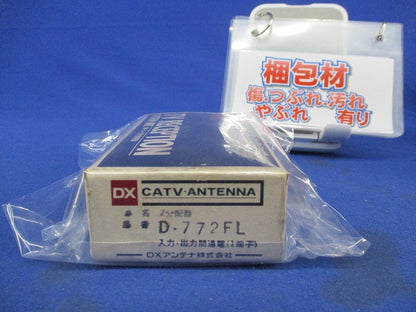 梱包材
傷・つぶれ・汚れ
やぶれ 有り
DX CATV·ANTENNA
品名 2分配器
品番 D-772FL
入力・出力間通電(1端子)
DXアンテナ株式会社